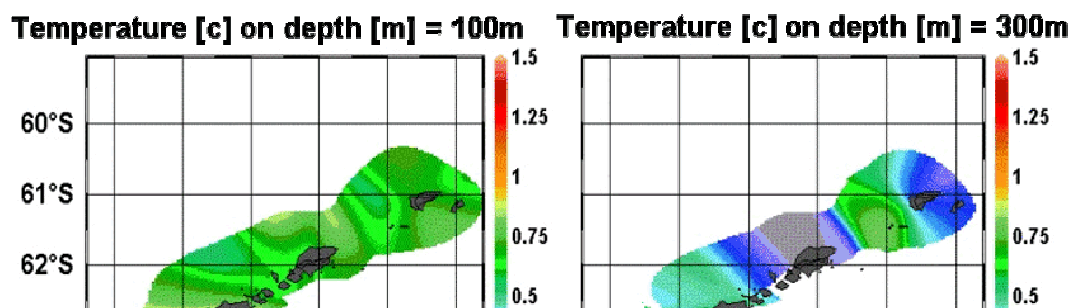 Temperature [c] on depth [m] = 100m
Temperature [c] on depth [m] = 300m
1.5
1.25
1
0.75
0.5
60°S
61°S
62°S
1.5
1.25
1
0.75
0.5